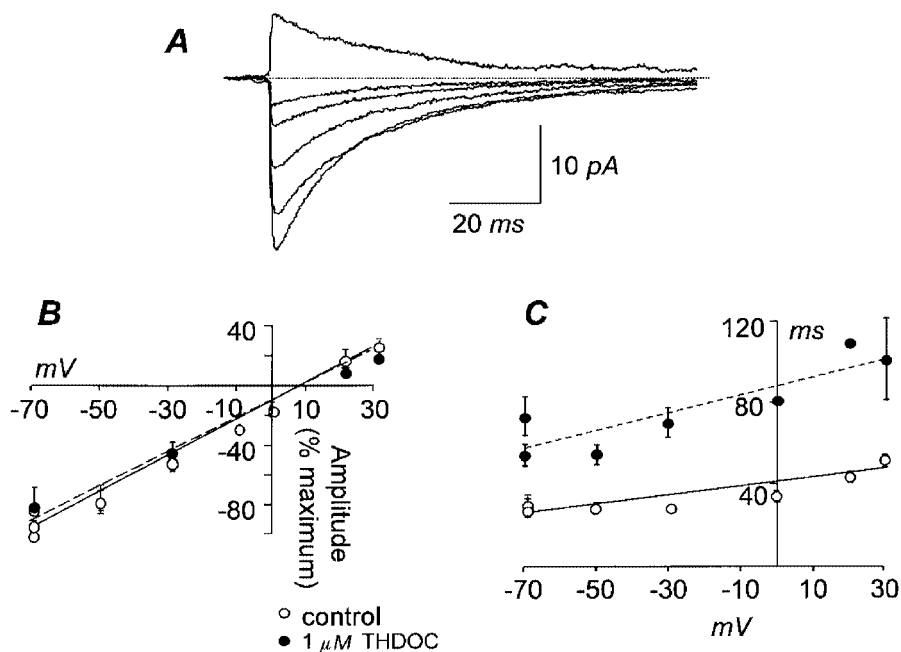 A
10 pA
20 ms
B
40
mV
-70 -50 -30 -10 10 30
-40
-80
Amplitude
(% maximum)
○ control
● 1 μM THDOC
C
120
ms
80
40
-70 -50 -30 -10 10 30
mV